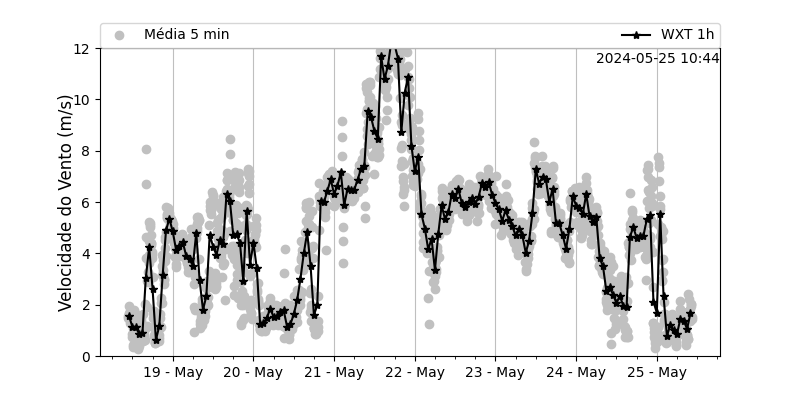 Média 5 min
WXT 1h
2024-05-25 10:44
Velocidade do Vento (m/s)
12
10
8
6
4
2
0
19 - May
20 - May
21 - May
22 - May
23 - May
24 - May
25 - May